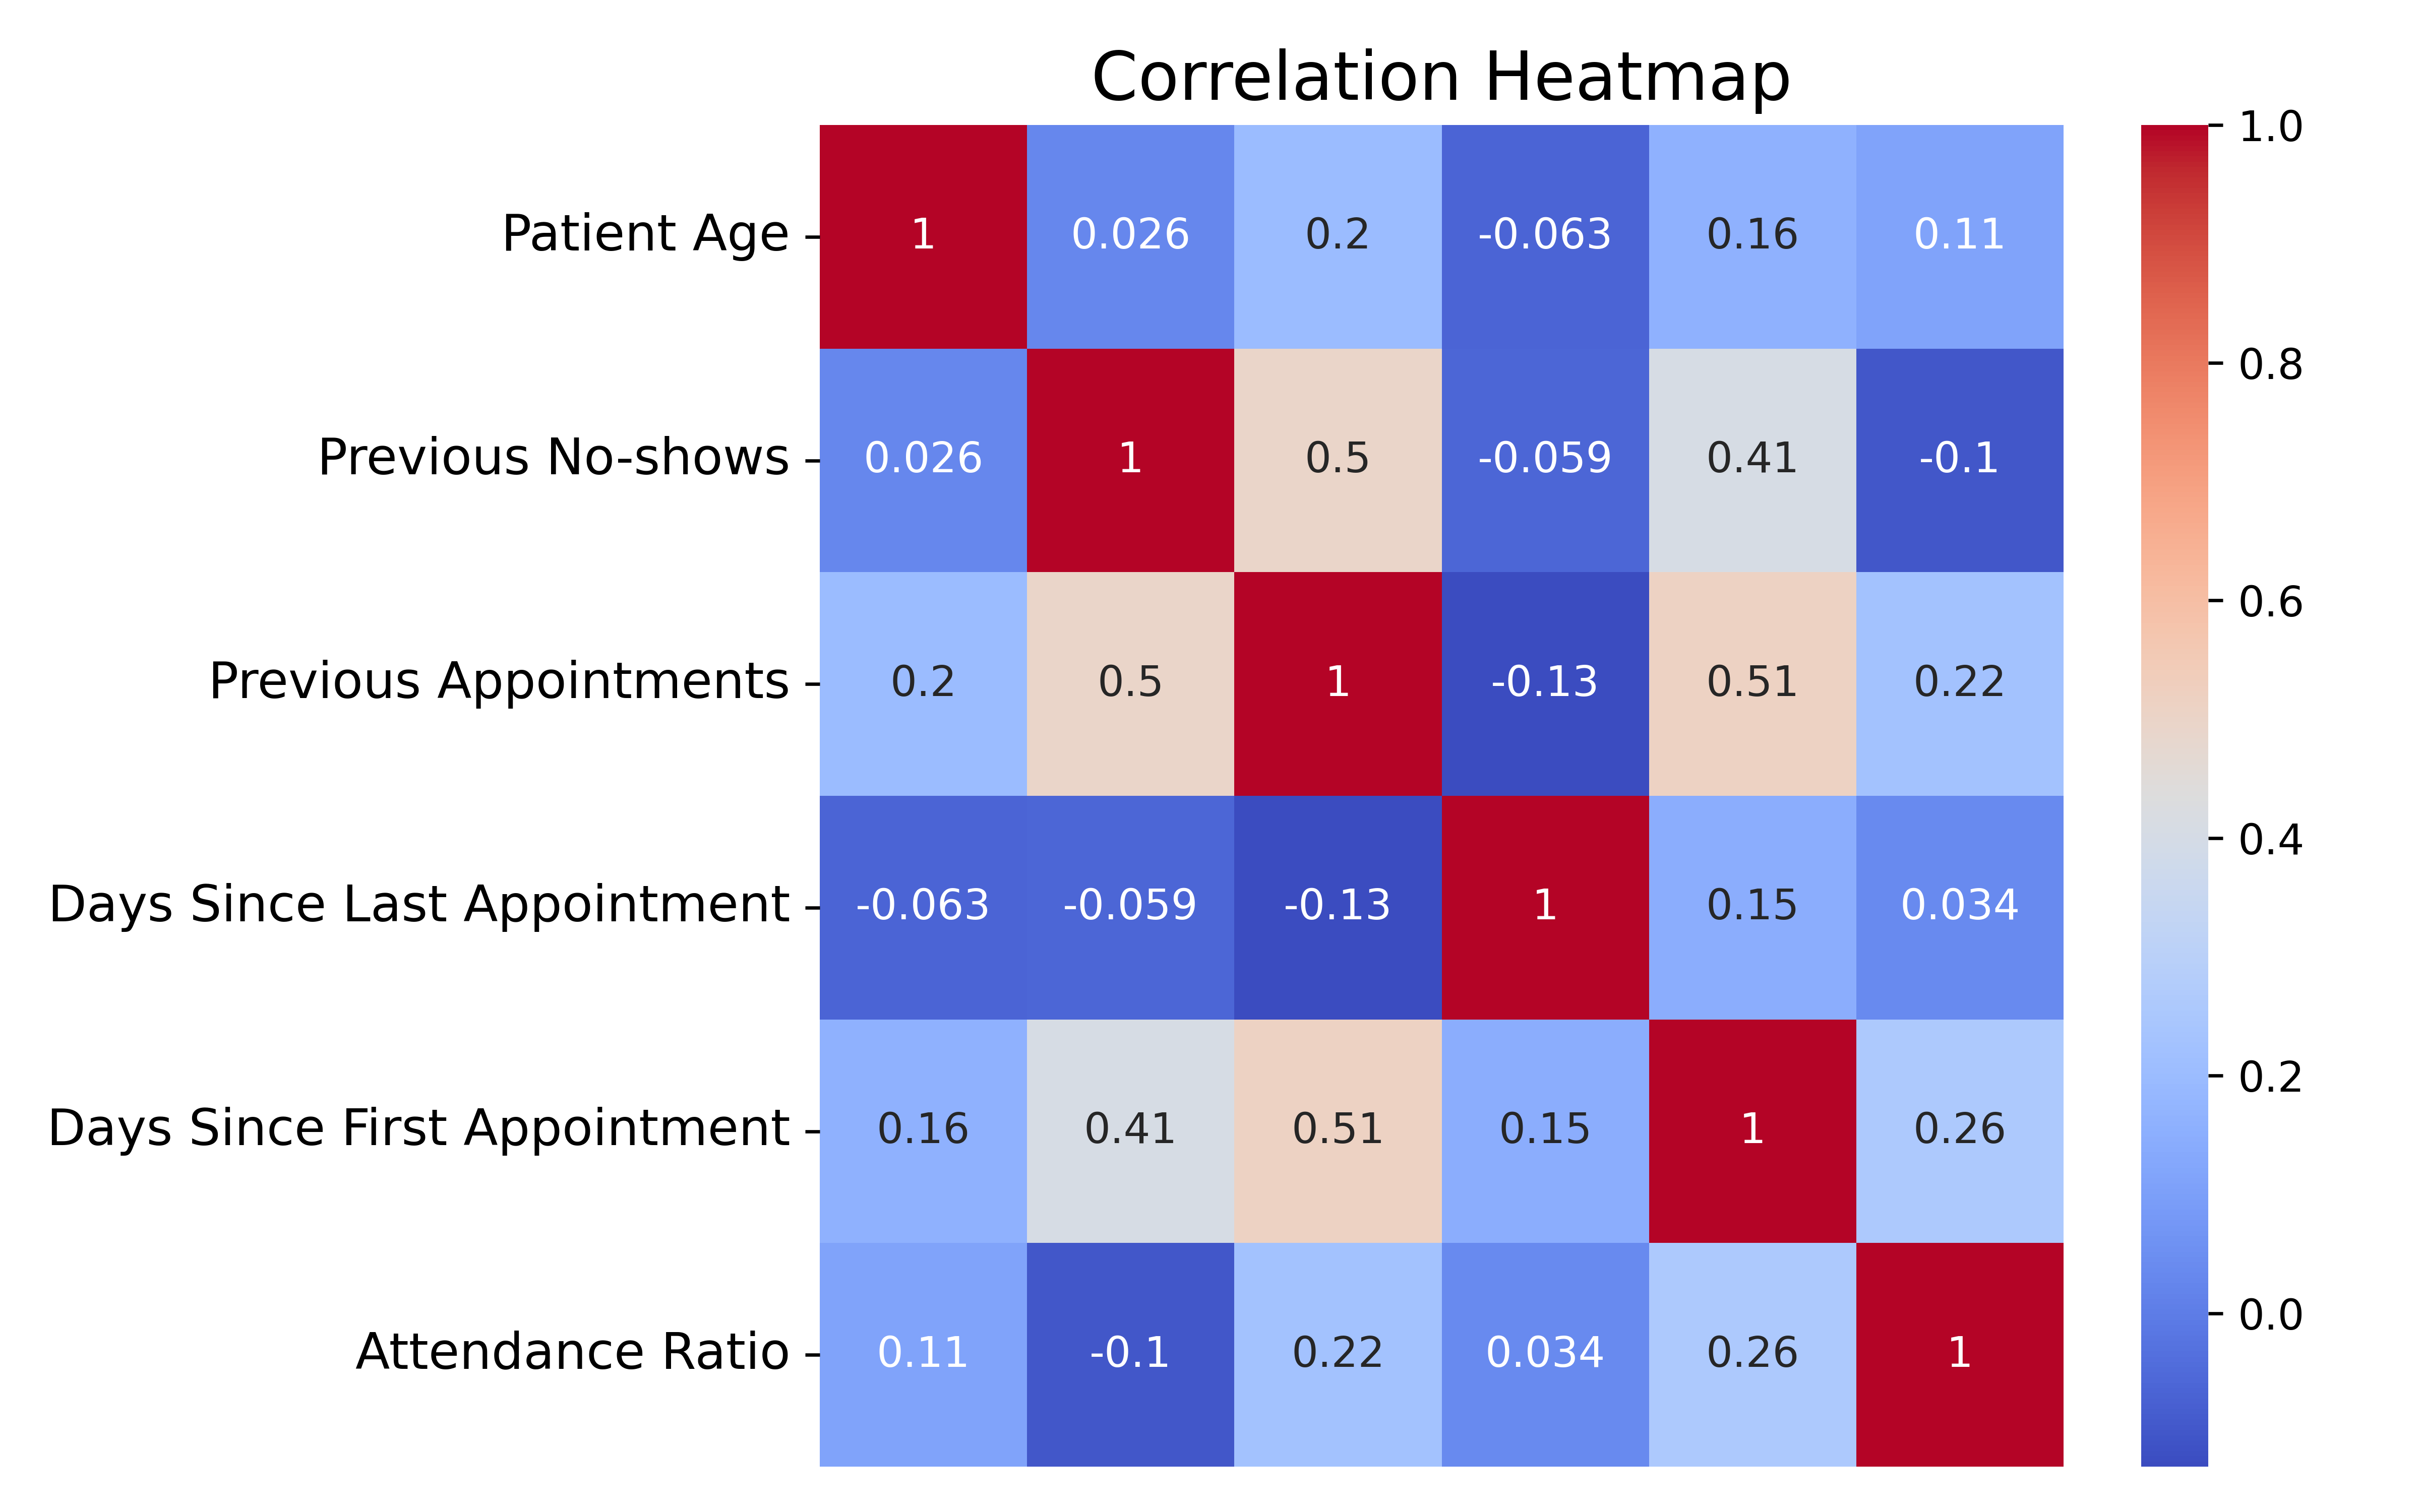 Correlation Heatmap
Patient Age 1 0.026 0.2 -0.063 0.16 0.11
Previous No-shows 0.026 1 0.5 -0.059 0.41 -0.1
Previous Appointments 0.2 0.5 1 -0.13 0.51 0.22
Days Since Last Appointment -0.063 -0.059 -0.13 1 0.15 0.034
Days Since First Appointment 0.16 0.41 0.51 0.15 1 0.26
Attendance Ratio 0.11 -0.1 0.22 0.034 0.26 1
1.0
0.8
0.6
0.4
0.2
0.0